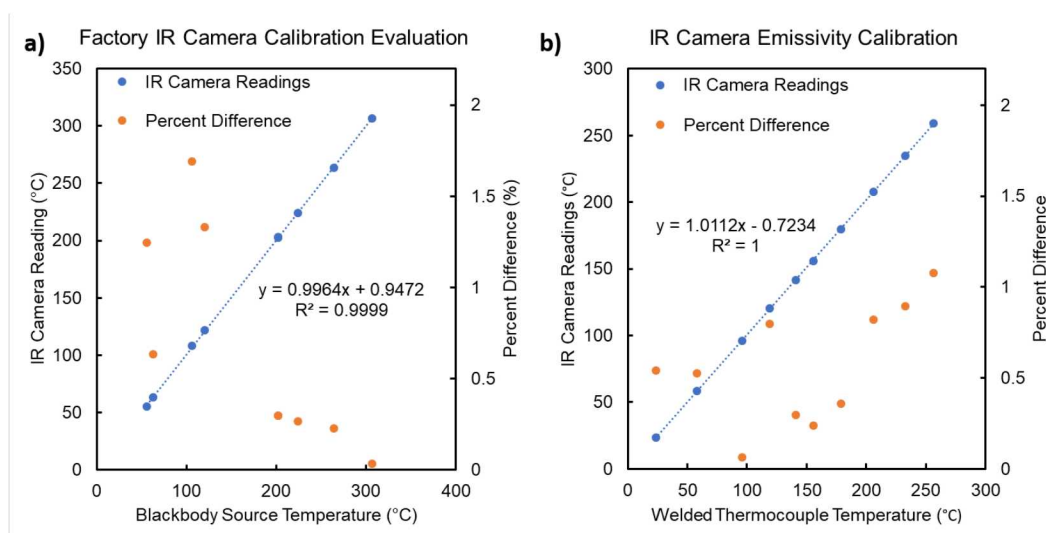 a)
Factory IR Camera Calibration Evaluation
350
300
250
200
150
100
50
0
IR Camera Reading (°C)
IR Camera Readings
Percent Difference
y = 0.9964x + 0.9472
R² = 0.9999
2
1.5
1
0.5
0
Percent Difference (%)
0 100 200 300 400
Blackbody Source Temperature (°C)
b)
IR Camera Emissivity Calibration
300
250
200
150
100
50
0
IR Camera Readings (°C)
IR Camera Readings
Percent Difference
y = 1.0112x - 0.7234
R² = 1
2
1.5
1
0.5
0
Percent Difference
0 50 100 150 200 250 300
Welded Thermocouple Temperature (°C)